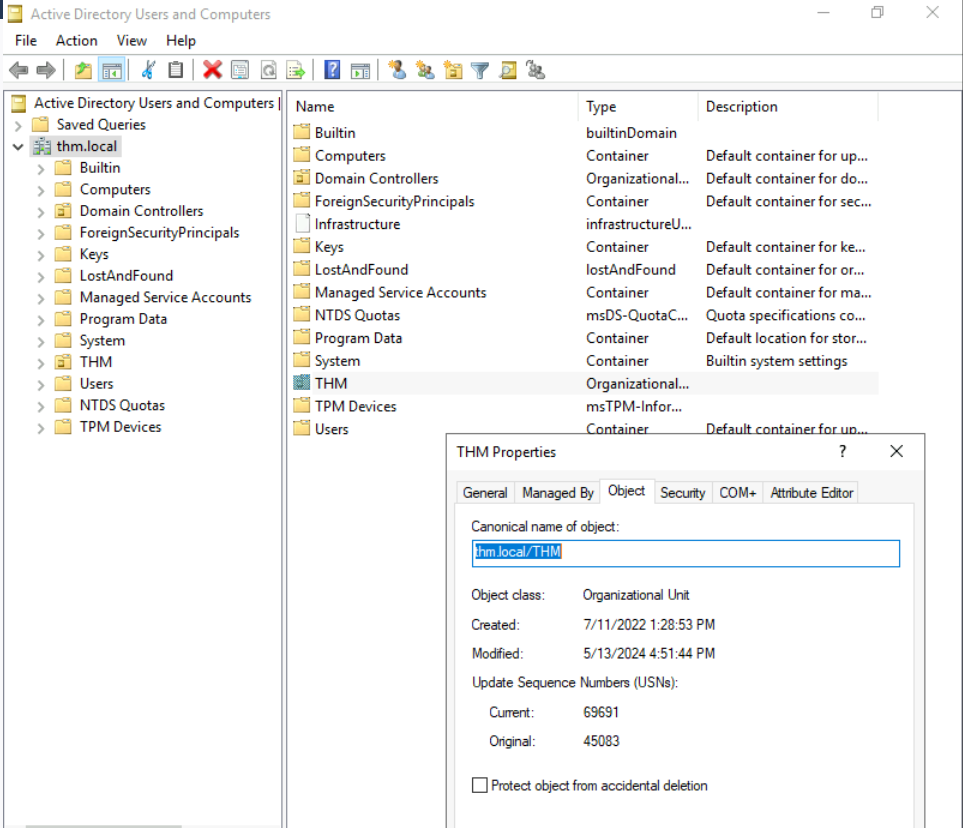 Active Directory Users and Computers
File Action View Help
Active Directory Users and Computers [
Saved Queries
thm.local
Builtin
Computers
Domain Controllers
ForeignSecurityPrincipals
Keys
LostAndFound
Managed Service Accounts
Program Data
System
THM
Users
NTDS Quotas
TPM Devices
Name Type Description
Builtin builtinDomain
Computers Container Default container for up...
Domain Controllers Organizational... Default container for do...
ForeignSecurityPrincipals Container Default container for sec...
Infrastructure infrastructureU...
Keys Container Default container for ke...
LostAndFound lostAndFound Default container for or...
Managed Service Accounts Container Default container for ma...
NTDS Quotas msDS-QuotaC... Quota specifications co...
Program Data Container Default location for stor...
System Container Builtin system settings
THM Organizational...
TPM Devices msTPM-Infor...
Users Container Default container for up...
THM Properties ?
General Managed By Object Security COM+ Attribute Editor
Canonical name of object:
thm.local/THM
Object class: Organizational Unit
Created: 7/11/2022 1:28:53 PM
Modified: 5/13/2024 4:51:44 PM
Update Sequence Numbers (USNs):
Current: 69691
Original: 45083
Protect object from accidental deletion